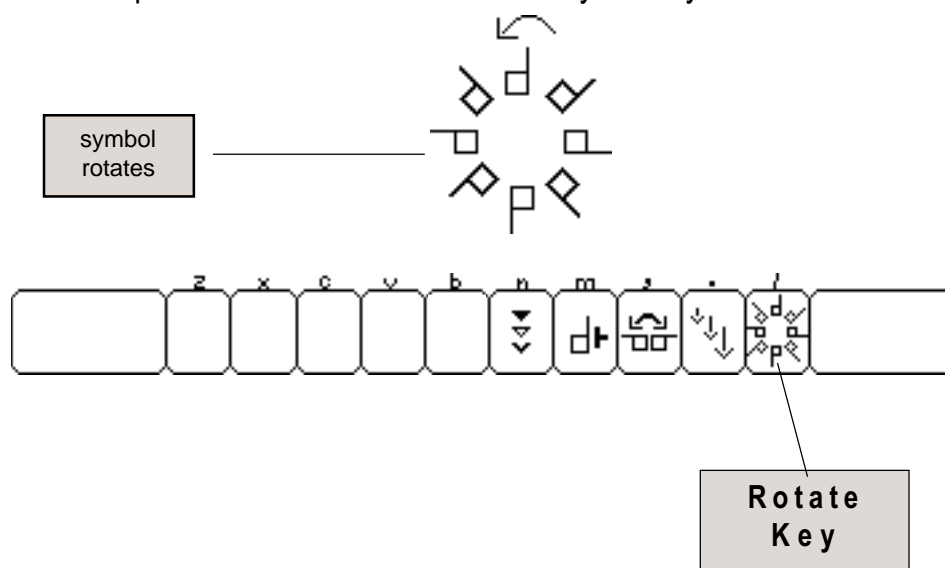 symbol
rotates
z x c v b n m , . /
Rotate
Key